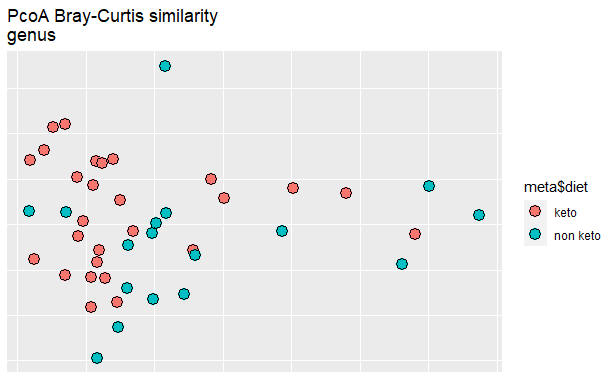 PcoA Bray-Curtis similarity
genus
meta$diet
keto
non keto